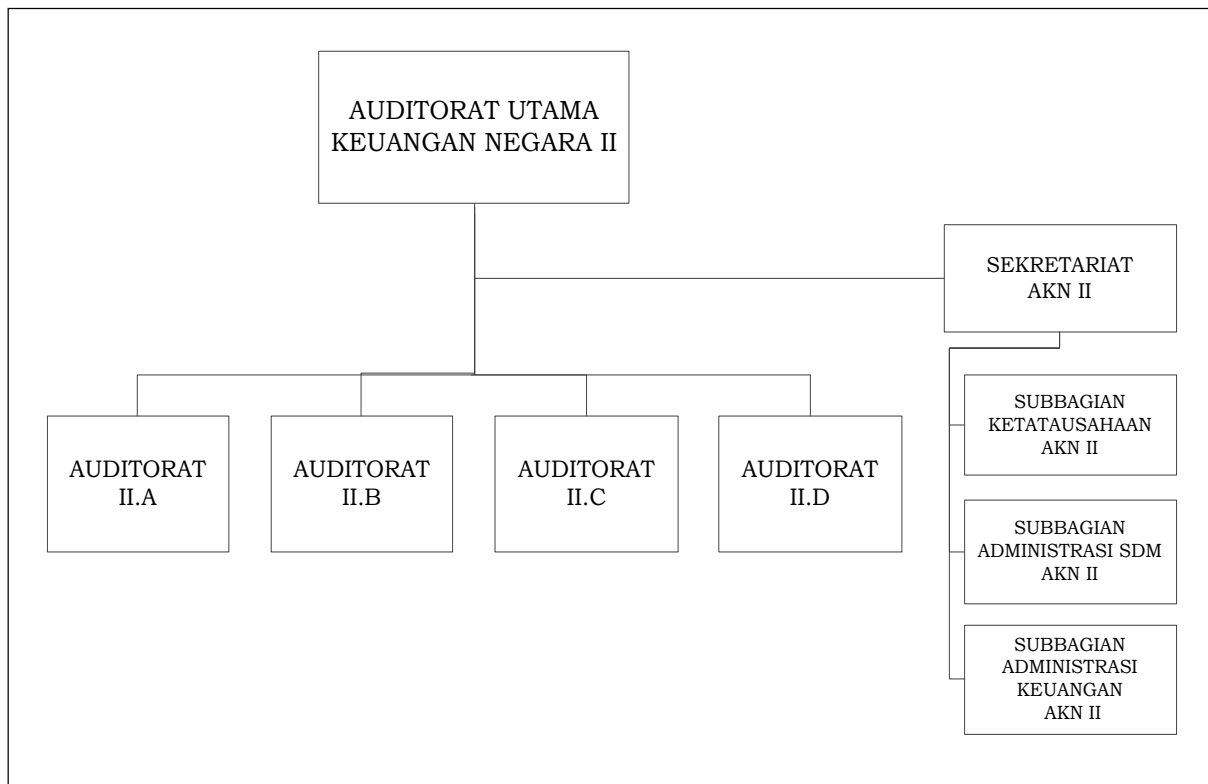 AUDITORAT UTAMA
KEUANGAN NEGARA II
SEKRETARIAT
AKN II
AUDITORAT
II.A
AUDITORAT
II.B
AUDITORAT
II.C
AUDITORAT
II.D
SUBBAGIAN
KETATAUSAHAAN
AKN II
SUBBAGIAN
ADMINISTRASI SDM
AKN II
SUBBAGIAN
ADMINISTRASI
KEUANGAN
AKN II